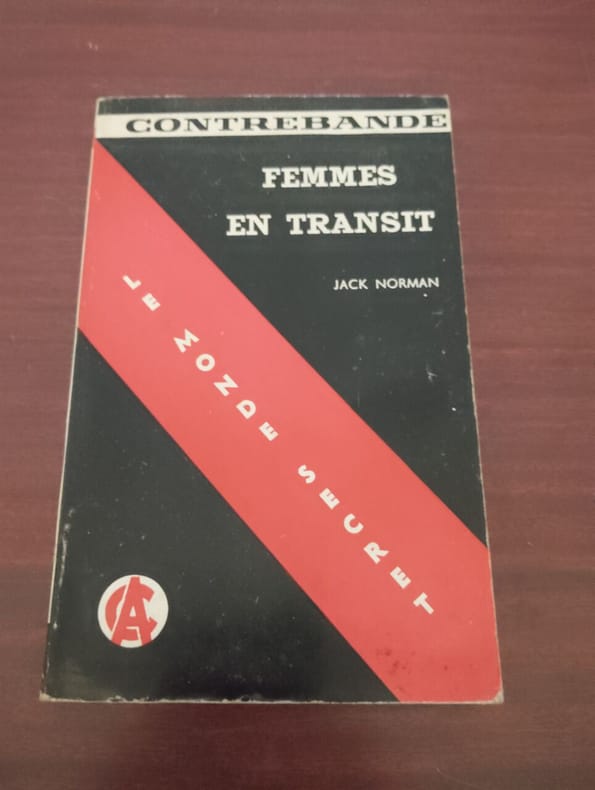 CONTREBANDE
FEMMES
EN TRANSIT
JACK NORMAN
LE MONDE SECRET